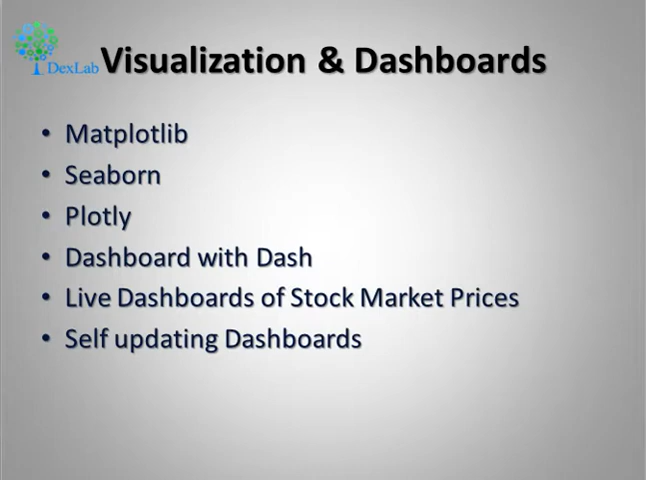 DexLab
Visualization & Dashboards
• Matplotlib
• Seaborn
• Plotly
• Dashboard with Dash
• Live Dashboards of Stock Market Prices
• Self updating Dashboards